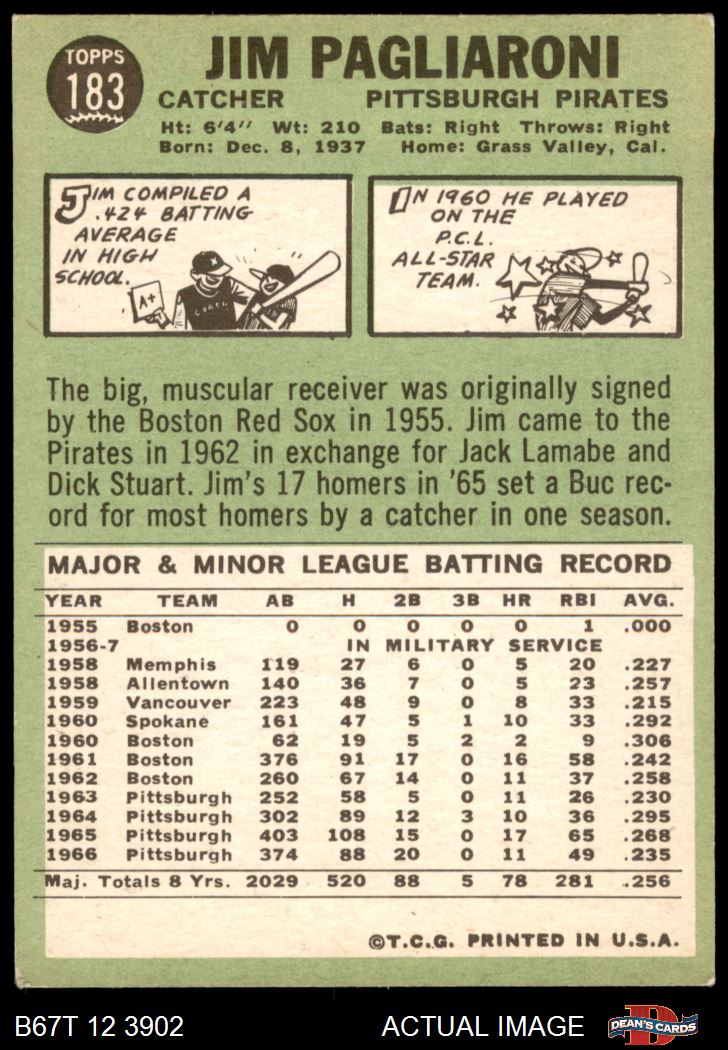 TOPPS
183
JIM PAGLIARONI
CATCHER PITTSBURGH PIRATES
Ht: 6'4" Wt: 210 Bats: Right Throws: Right
Born: Dec. 8, 1937 Home: Grass Valley, Cal.
JIM COMPILED A
.424 BATTING
AVERAGE
IN HIGH
SCHOOL.
A+
COACH
IN 1960 HE PLAYED
ON THE
P.C.L.
ALL-STAR
TEAM.
The big, muscular receiver was originally signed
by the Boston Red Sox in 1955. Jim came to the
Pirates in 1962 in exchange for Jack Lamabe and
Dick Stuart. Jim's 17 homers in '65 set a Buc rec-
ord for most homers by a catcher in one season.
MAJOR & MINOR LEAGUE BATTING RECORD
YEAR TEAM AB H 2B 3B HR RBI AVG.
1955 Boston 0 0 0 0 0 1 .000
1956-7 IN MILITARY SERVICE
1958 Memphis 119 27 6 0 5 20 .227
1958 Allentown 140 36 7 0 5 23 .257
1959 Vancouver 223 48 9 0 8 33 .215
1960 Spokane 161 47 5 1 10 33 .292
1960 Boston 62 19 5 2 2 9 .306
1961 Boston 376 91 17 0 16 58 .242
1962 Boston 260 67 14 0 11 37 .258
1963 Pittsburgh 252 58 5 0 11 26 .230
1964 Pittsburgh 302 89 12 3 10 36 .295
1965 Pittsburgh 403 108 15 0 17 65 .268
1966 Pittsburgh 374 88 20 0 11 49 .235
Maj. Totals 8 Yrs. 2029 520 88 5 78 281 .256
©T.C.G. PRINTED IN U.S.A.
B67T 12 3902 ACTUAL IMAGE
D
DEAN'S CARDS